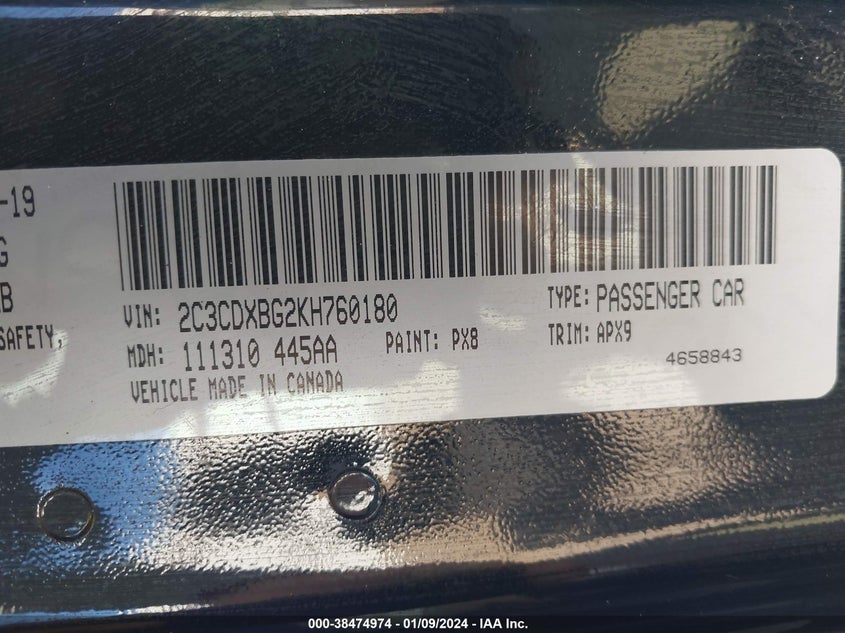 -19
G
B
SAFETY,
VIN: 2C3CDXBG2KH760180
TYPE: PASSENGER CAR
MDH: 111310 445AA
PAINT: PX8
TRIM: APX9
VEHICLE MADE IN CANADA
4658843
000-38474974 - 01/09/2024 - IAA Inc.